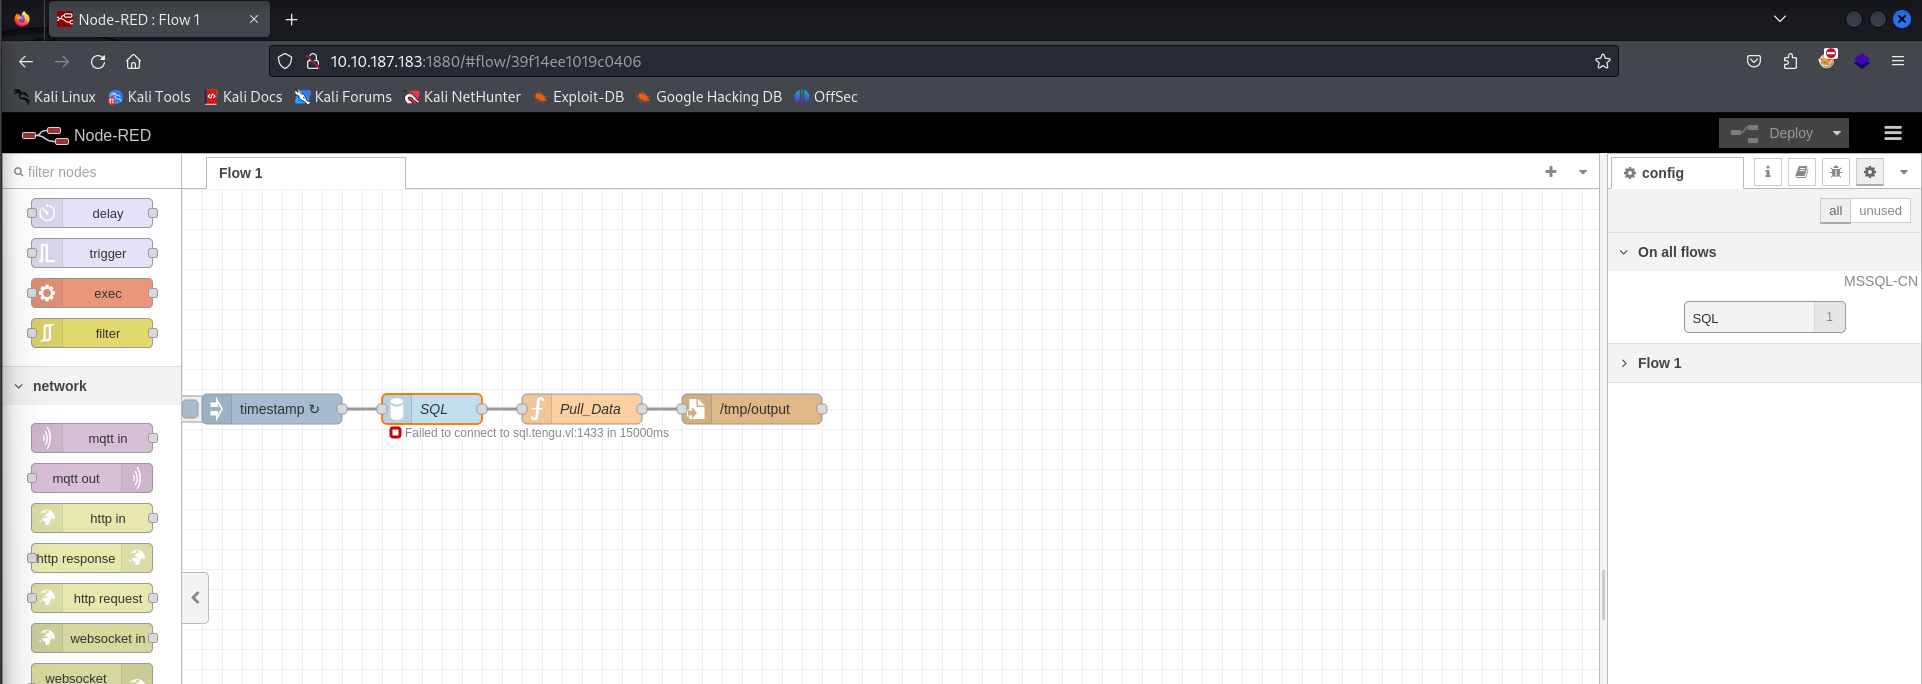 Node-RED : Flow 1
10.10.187.183:1880/#flow/39f14ee1019c0406
Kali Linux Kali Tools Kali Docs Kali Forums Kali NetHunter Exploit-DB Google Hacking DB OffSec
Node-RED Deploy
filter nodes Flow 1 config i
all unused
delay
trigger
exec
filter
network
mqtt in
mqtt out
http in
http response
http request
websocket in
websocket
timestamp ↻ SQL Pull_Data /tmp/output
Failed to connect to sql.tengu.vl:1433 in 15000ms
On all flows
MSSQL-CN
SQL 1
Flow 1